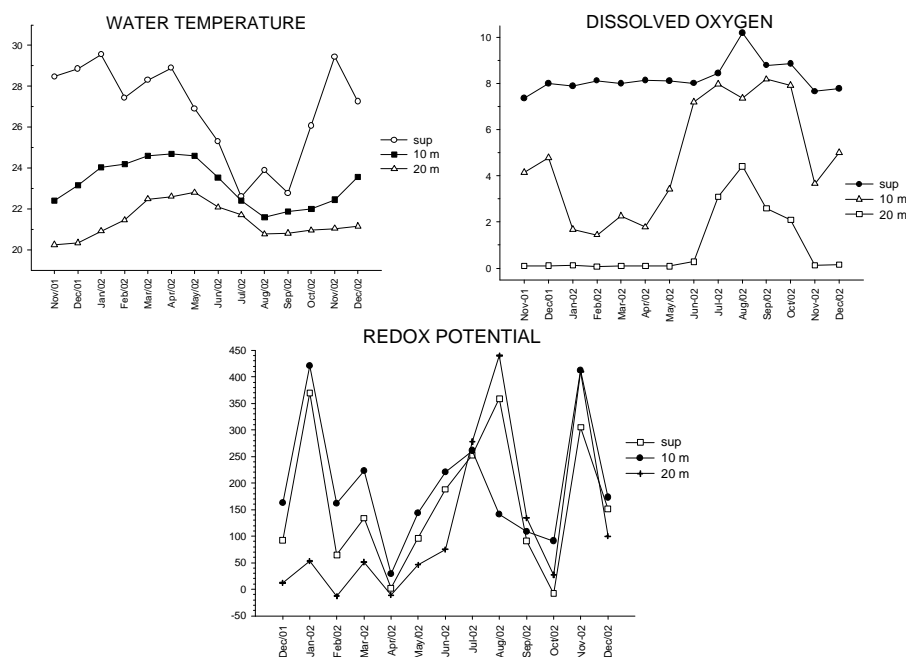 WATER TEMPERATURE
30
28
26
24
22
20
sup
10 m
20 m
Nov/01
Dec/01
Jan/02
Feb/02
Mar/02
Apr/02
May/02
Jun/02
Jul/02
Aug/02
Sep/02
Oct/02
Nov/02
Dec/02
DISSOLVED OXYGEN
10
8
6
4
2
0
sup
10 m
20 m
Nov-01
Dec/01
Jan-02
Feb/02
Mar-02
Apr/02
May/02
Jun/02
Jul-02
Aug/02
Sep/02
Oct/02
Nov-02
Dec/02
REDOX POTENTIAL
450
400
350
300
250
200
150
100
50
0
-50
sup
10 m
20 m
Dec/01
Jan-02
Feb/02
Mar-02
Apr/02
May/02
Jun-02
Jul-02
Aug/02
Sep/02
Oct/02
Nov-02
Dec/02